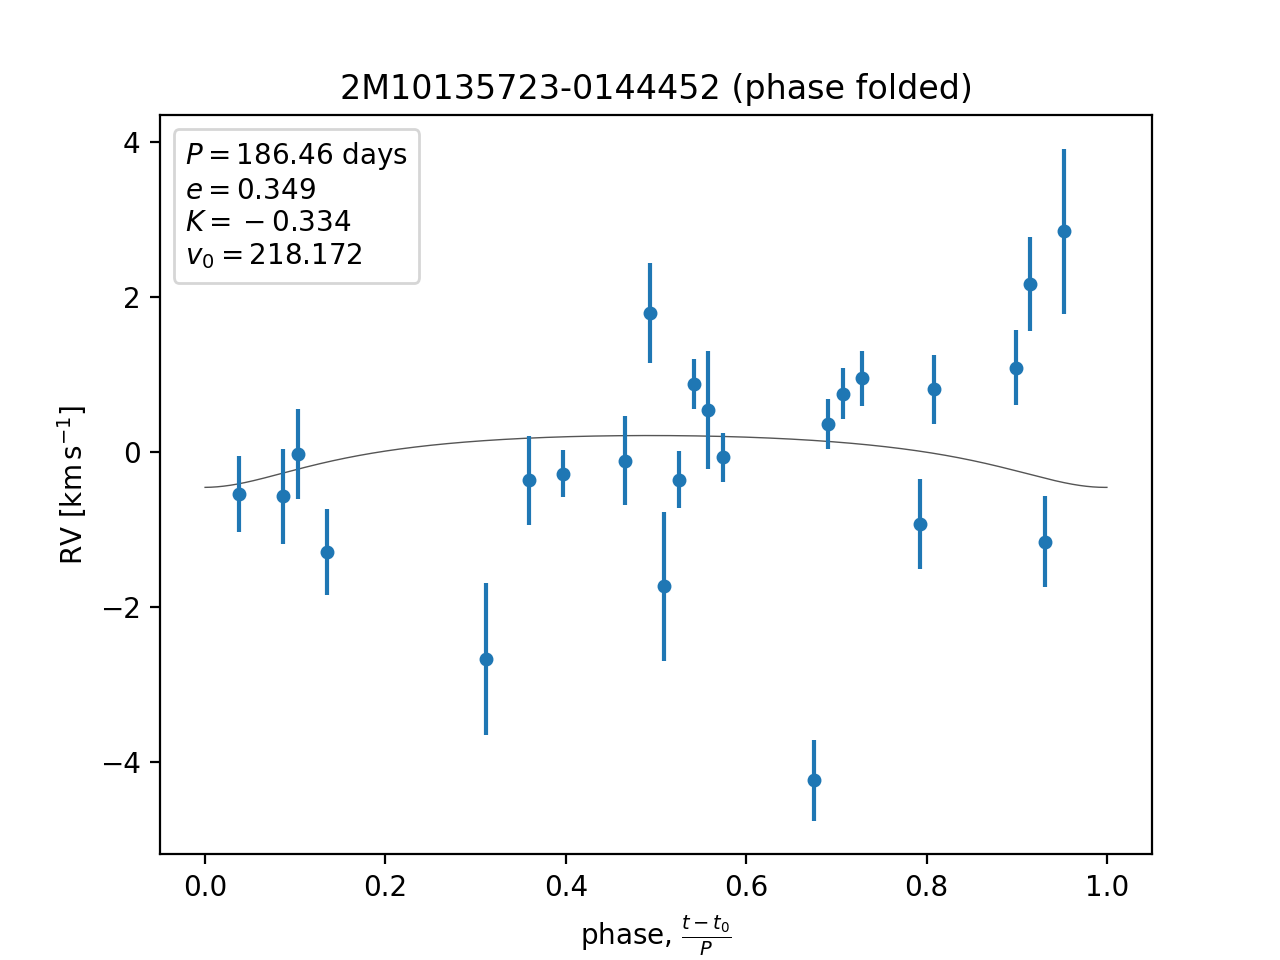 2M10135723-0144452 (phase folded)
P = 186.46 days
e = 0.349
K = −0.334
v₀ = 218.172
4
2
0
−2
−4
RV [km s⁻¹]
0.0 0.2 0.4 0.6 0.8 1.0
phase, (t − t₀)/P